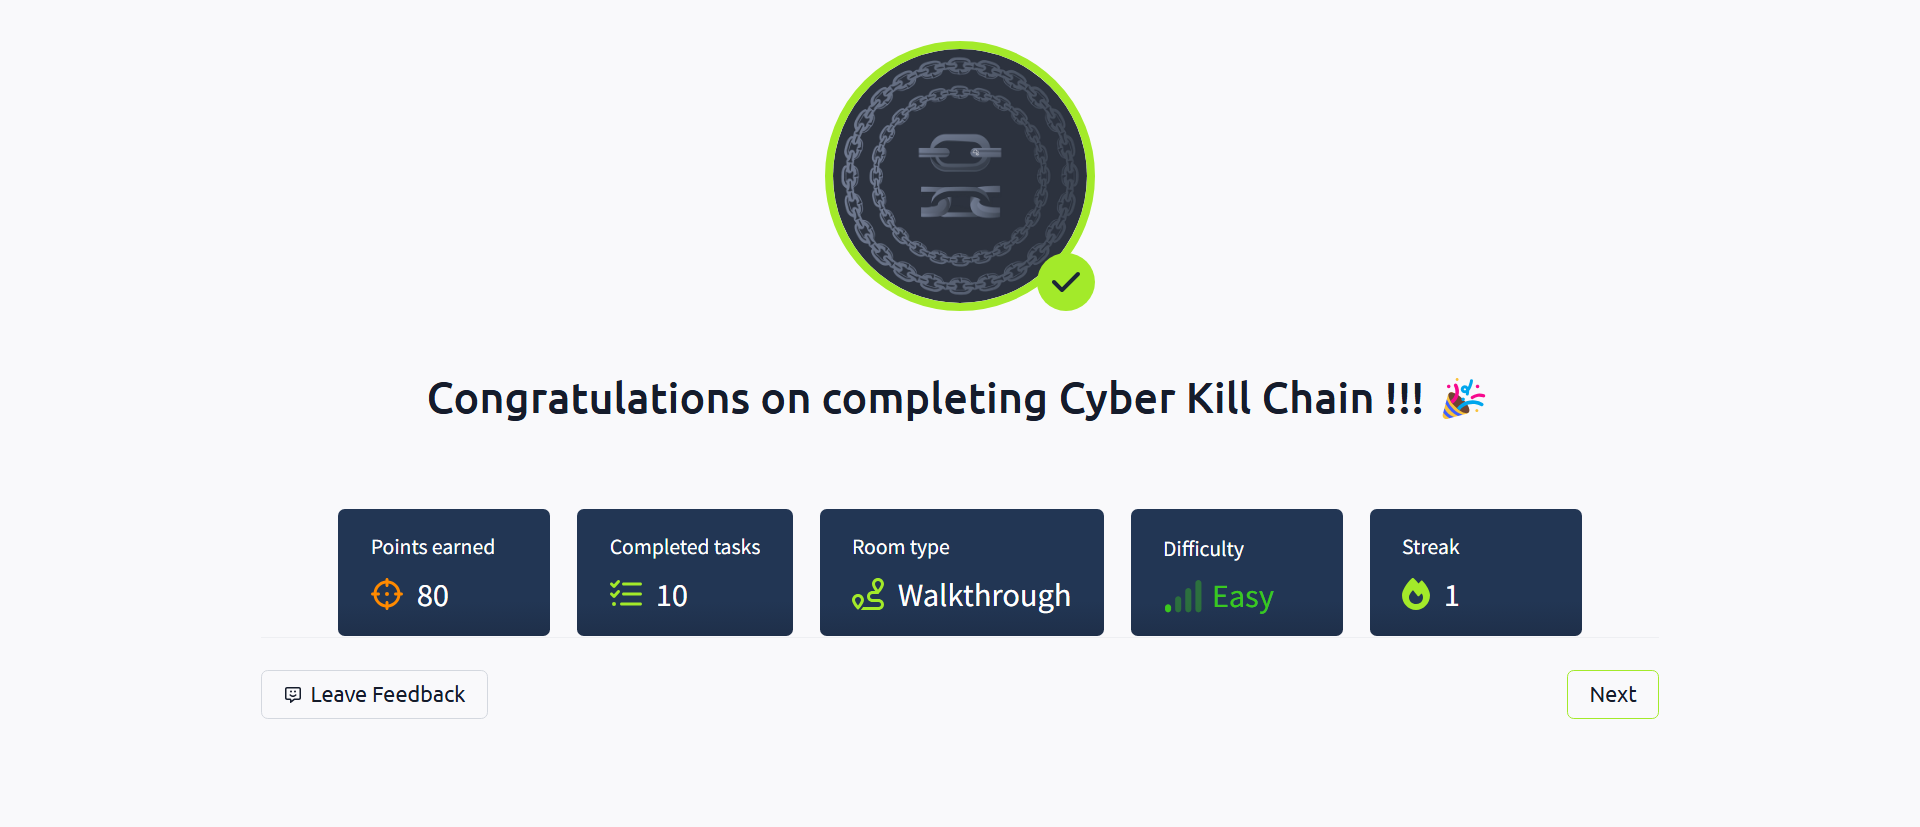 Congratulations on completing Cyber Kill Chain !!! 🎉
Points earned
80
Completed tasks
10
Room type
Walkthrough
Difficulty
Easy
Streak
1
Leave Feedback
Next